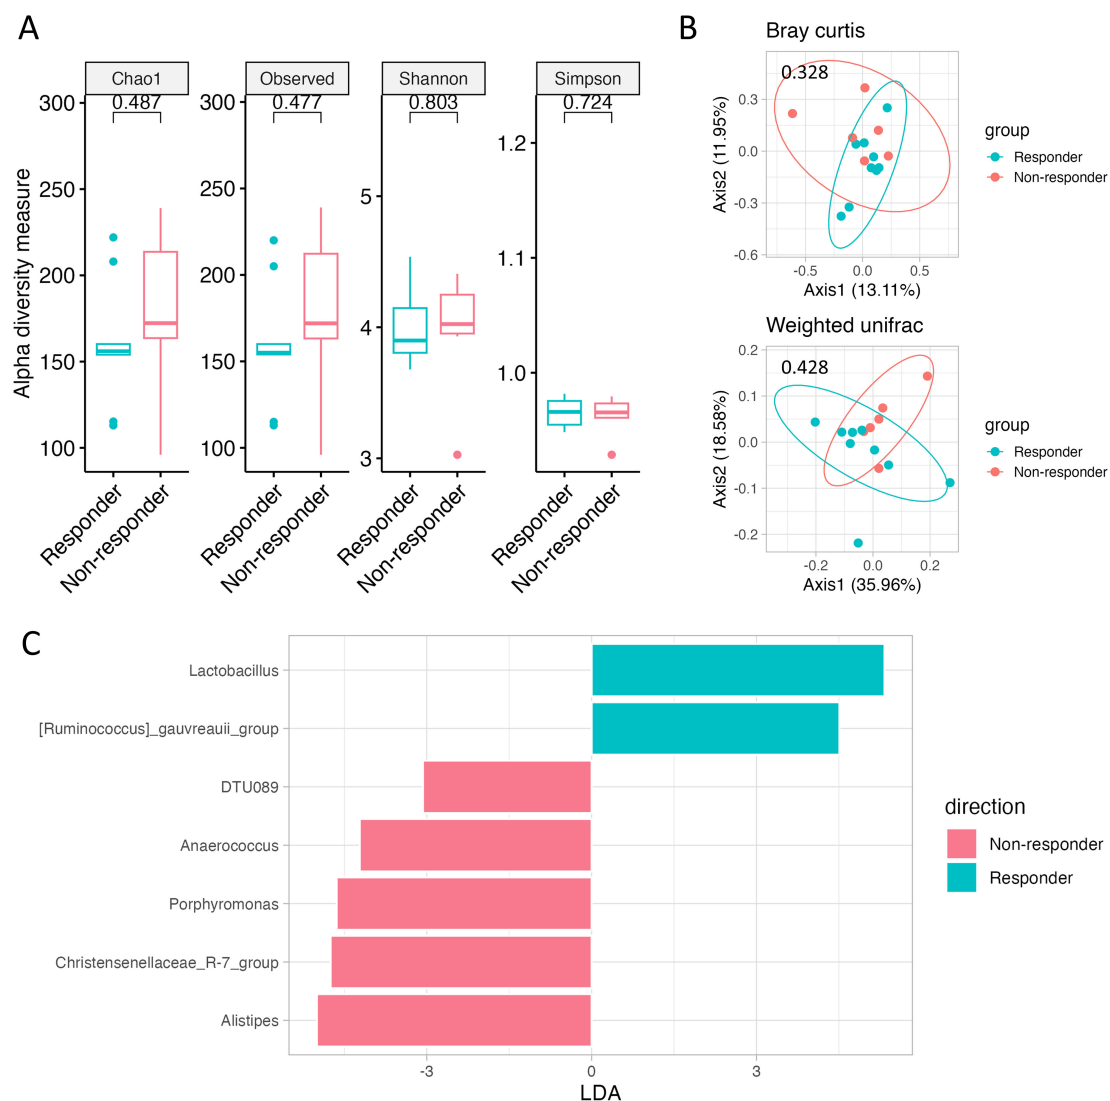 A
Chao1
Observed
Shannon
Simpson
0.487
0.477
0.803
0.724
Alpha diversity measure
300
250
200
150
100
300
250
200
150
100
5
4
3
1.2
1.1
1.0
Responder
Non-responder
Responder
Non-responder
Responder
Non-responder
Responder
Non-responder
B
Bray curtis
0.328
Axis2 (11.95%)
0.3
0.0
-0.3
-0.6
-0.5
0.0
0.5
Axis1 (13.11%)
group
Responder
Non-responder
Weighted unifrac
0.428
Axis2 (18.58%)
0.2
0.1
0.0
-0.1
-0.2
-0.2
0.0
0.2
Axis1 (35.96%)
group
Responder
Non-responder
C
Lactobacillus
[Ruminococcus]_gauvreauii_group
DTU089
Anaerococcus
Porphyromonas
Christensenellaceae_R-7_group
Alistipes
-3
0
3
LDA
direction
Non-responder
Responder